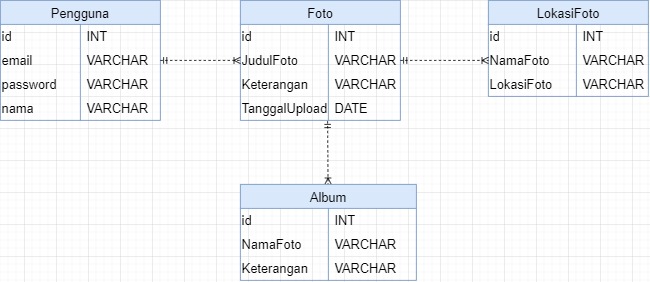 Pengguna
id INT
email VARCHAR
password VARCHAR
nama VARCHAR
Foto
id INT
JudulFoto VARCHAR
Keterangan VARCHAR
TanggalUpload DATE
LokasiFoto
id INT
NamaFoto VARCHAR
LokasiFoto VARCHAR
Album
id INT
NamaFoto VARCHAR
Keterangan VARCHAR